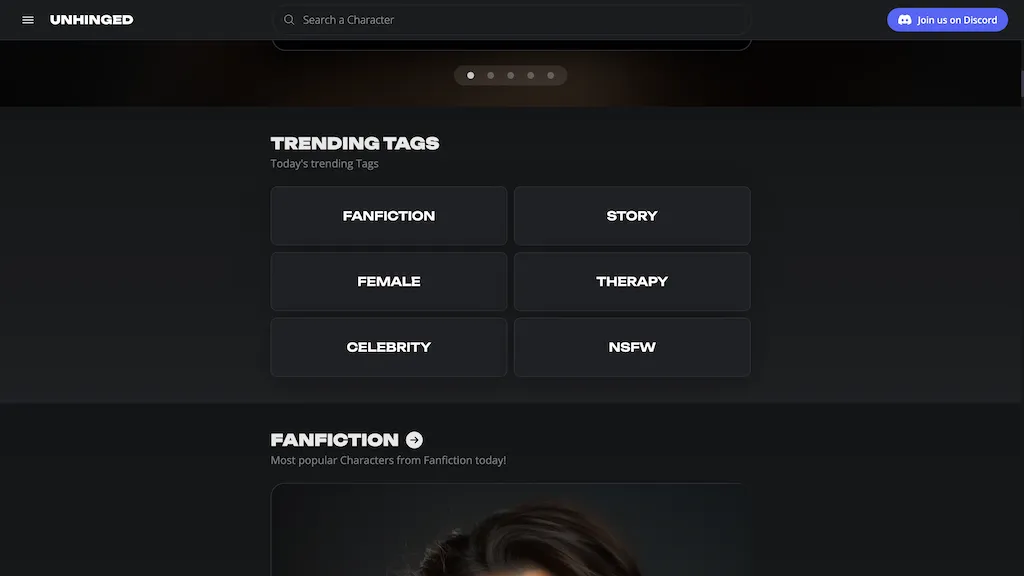 UNHINGED
Search a Character
Join us on Discord
TRENDING TAGS
Today's trending Tags
FANFICTION
STORY
FEMALE
THERAPY
CELEBRITY
NSFW
FANFICTION
Most popular Characters from Fanfiction today!